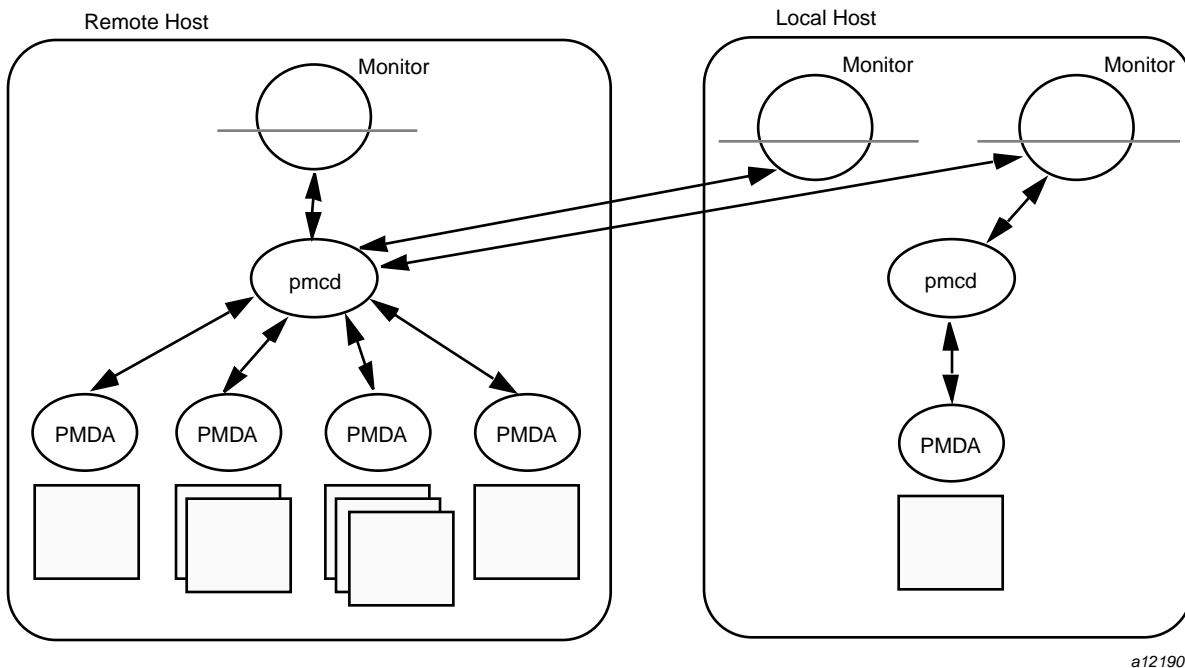 Remote Host
Local Host
Monitor
Monitor
Monitor
pmcd
pmcd
PMDA
PMDA
PMDA
PMDA
PMDA
a12190